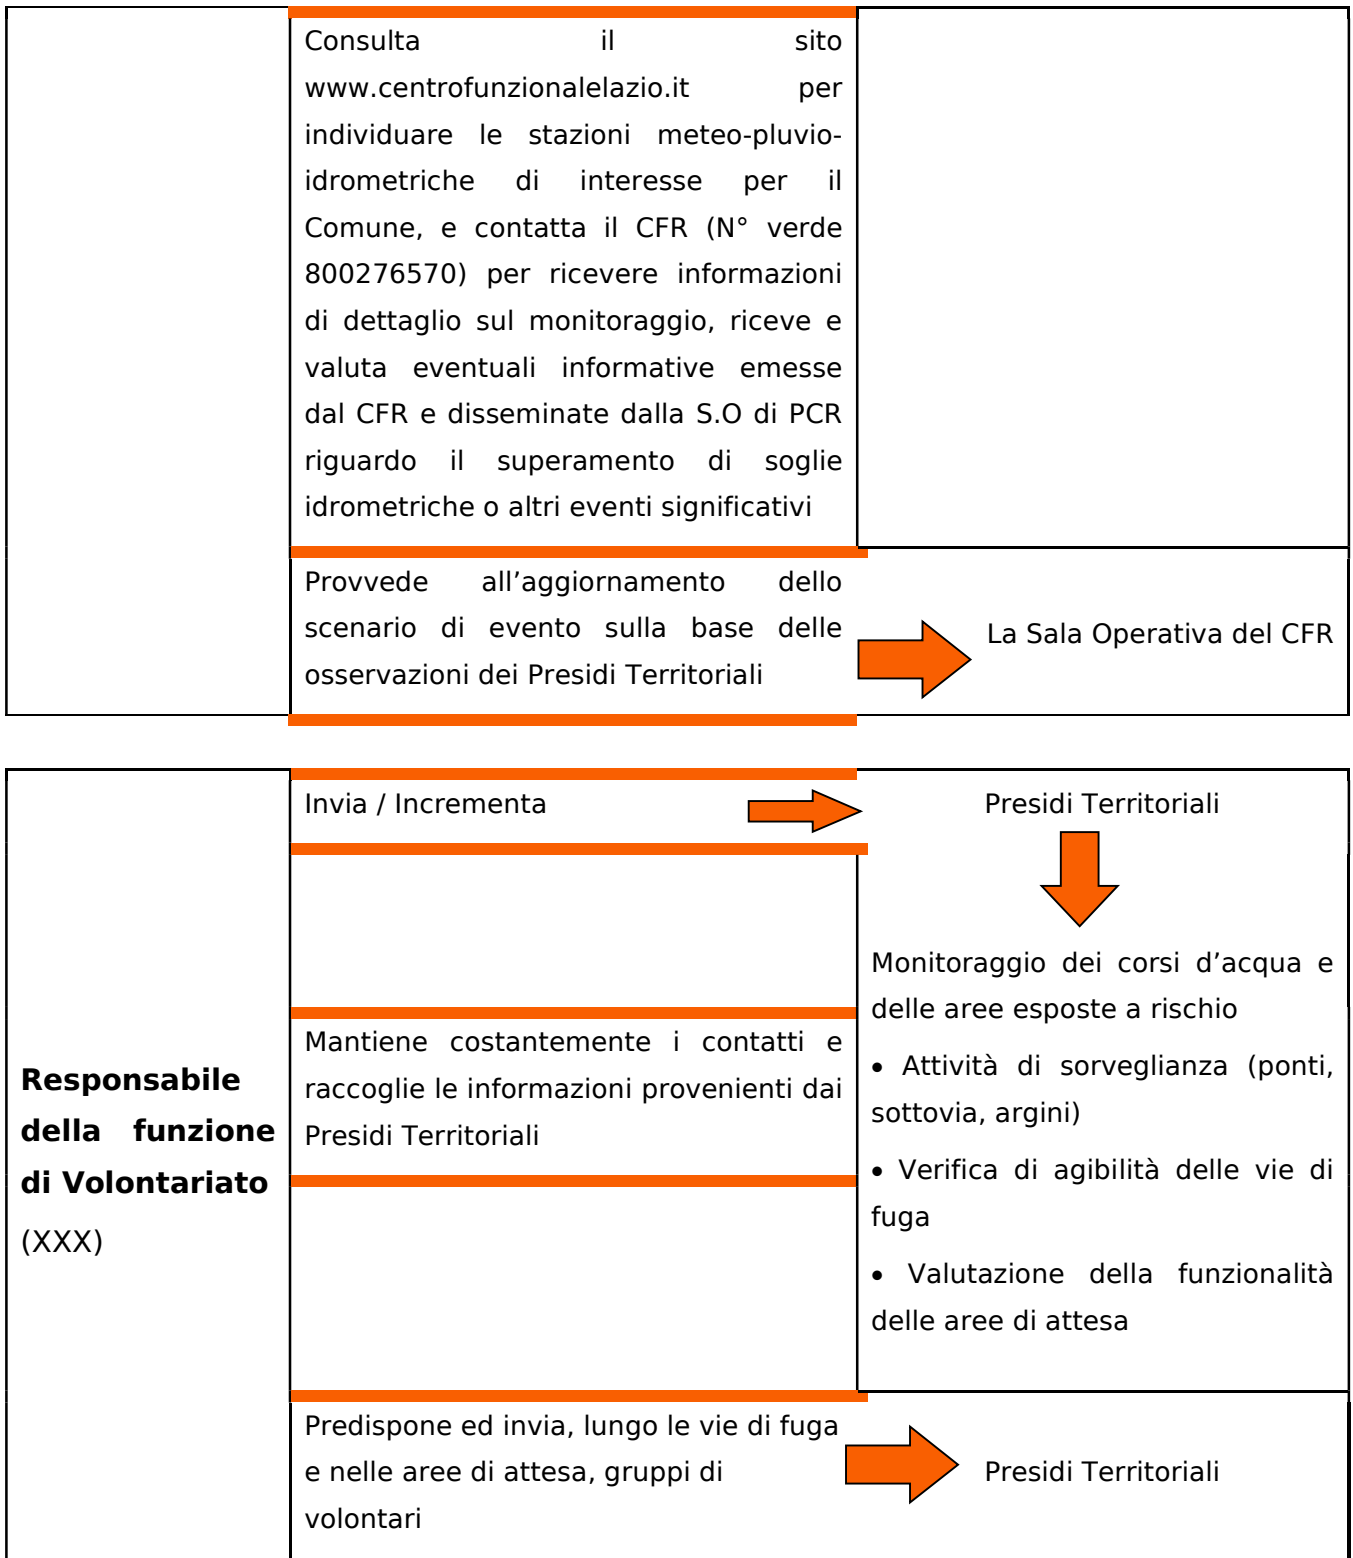 Consulta il sito
www.centrofunzionalelazio.it per
individuare le stazioni meteo-pluvio-
idrometriche di interesse per il
Comune, e contatta il CFR (N° verde
800276570) per ricevere informazioni
di dettaglio sul monitoraggio, riceve e
valuta eventuali informative emesse
dal CFR e disseminate dalla S.O di PCR
riguardo il superamento di soglie
idrometriche o altri eventi significativi
Provvede all’aggiornamento dello
scenario di evento sulla base delle
osservazioni dei Presidi Territoriali
La Sala Operativa del CFR
Responsabile
della funzione
di Volontariato
(XXX)
Invia / Incrementa
Presidi Territoriali
Mantiene costantemente i contatti e
raccoglie le informazioni provenienti dai
Presidi Territoriali
Monitoraggio dei corsi d’acqua e
delle aree esposte a rischio
• Attività di sorveglianza (ponti,
sottovia, argini)
• Verifica di agibilità delle vie di
fuga
• Valutazione della funzionalità
delle aree di attesa
Predispone ed invia, lungo le vie di fuga
e nelle aree di attesa, gruppi di
volontari
Presidi Territoriali